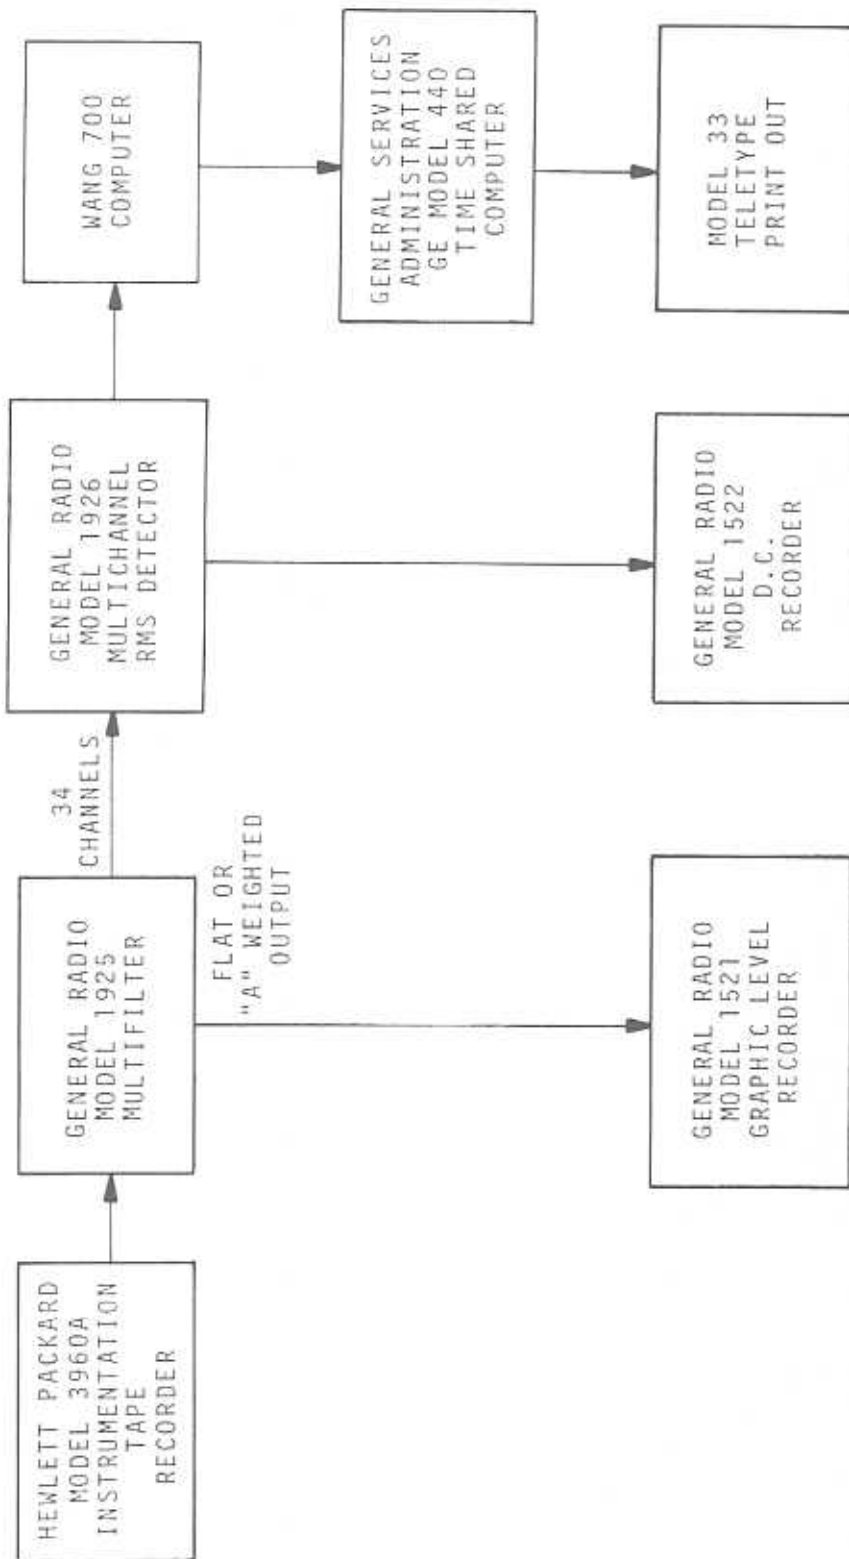 HEWLETT PACKARD
MODEL 3960A
INSTRUMENTATION
TAPE
RECORDER
GENERAL RADIO
MODEL 1925
MULTIFILTER
34
CHANNELS
GENERAL RADIO
MODEL 1926
MULTICHANNEL
RMS DETECTOR
WANG 700
COMPUTER
FLAT OR
"A" WEIGHTED
OUTPUT
GENERAL SERVICES
ADMINISTRATION
GE MODEL 440
TIME SHARED
COMPUTER
GENERAL RADIO
MODEL 1521
GRAPHIC LEVEL
RECORDER
GENERAL RADIO
MODEL 1522
D.C.
RECORDER
MODEL 33
TELETYPE
PRINT OUT